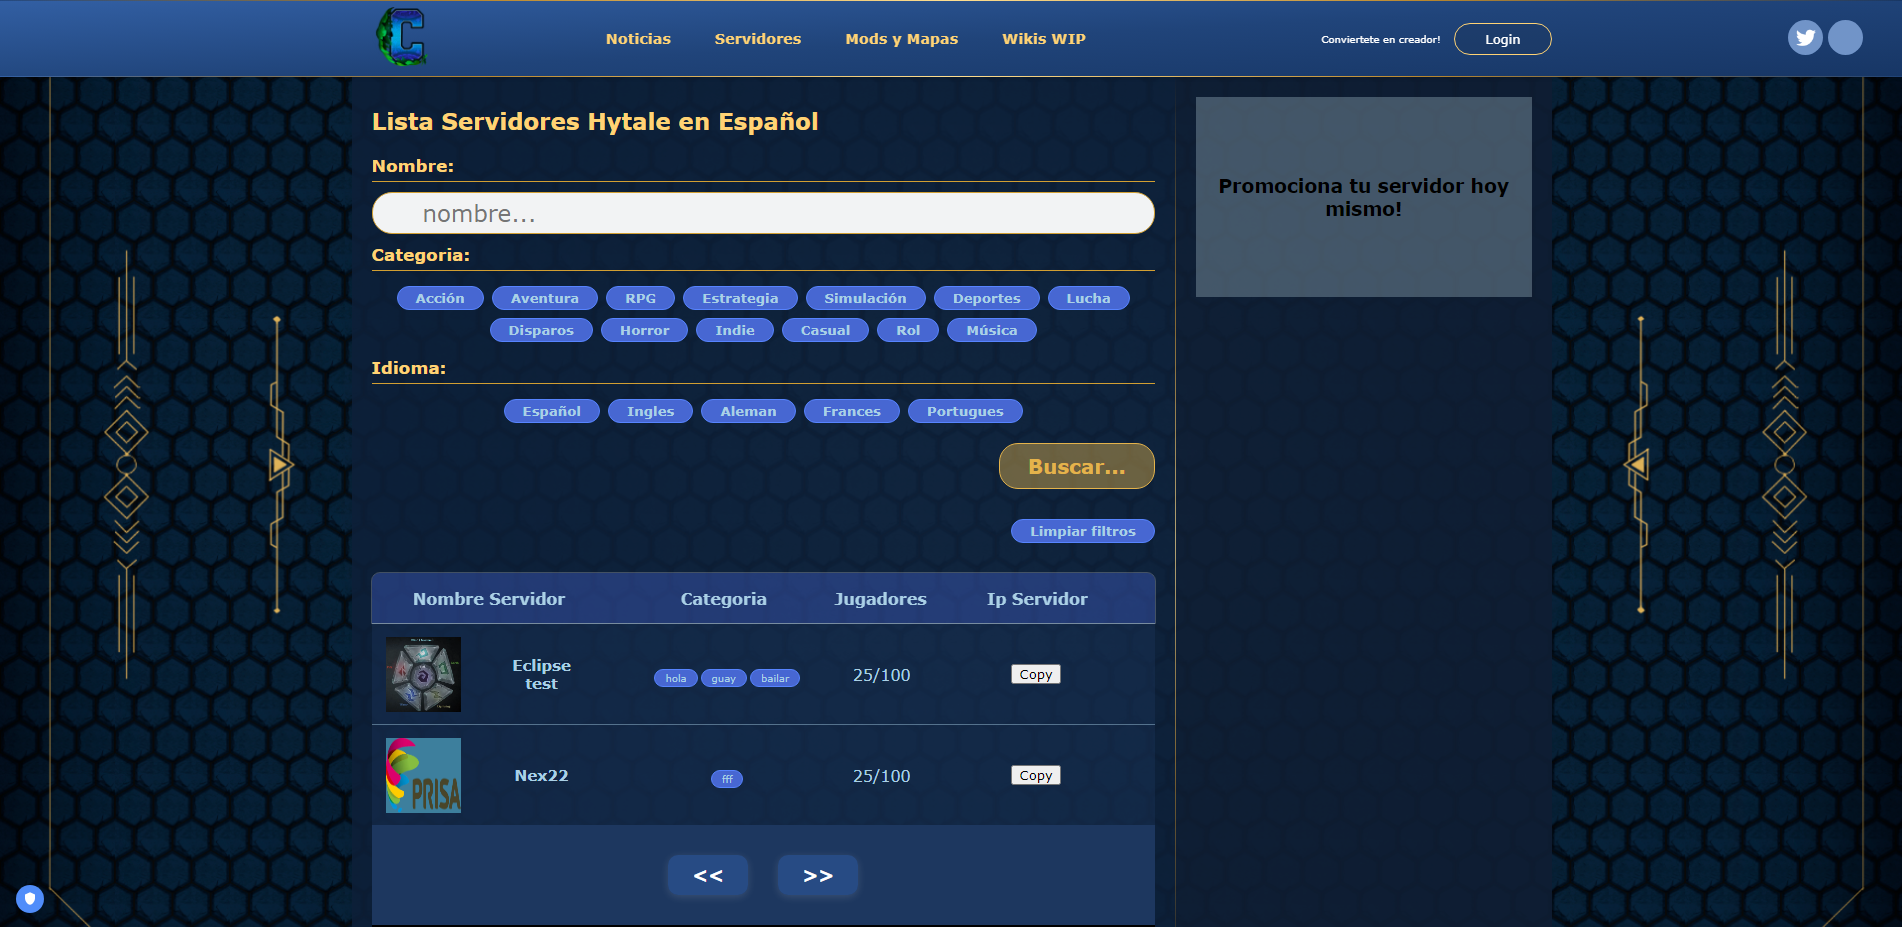 C
Noticias Servidores Mods y Mapas Wikis WIP Conviertete en creador! Login
Lista Servidores Hytale en Español
Nombre:
nombre...
Categoria:
Acción Aventura RPG Estrategia Simulación Deportes Lucha
Disparos Horror Indie Casual Rol Música
Idioma:
Español Ingles Aleman Frances Portugues
Buscar...
Limpiar filtros
Promociona tu servidor hoy
mismo!
Nombre Servidor Categoria Jugadores Ip Servidor
Eclipse
test
hola guay bailar 25/100 Copy
PRISA
Nex22 fff 25/100 Copy
<< >>